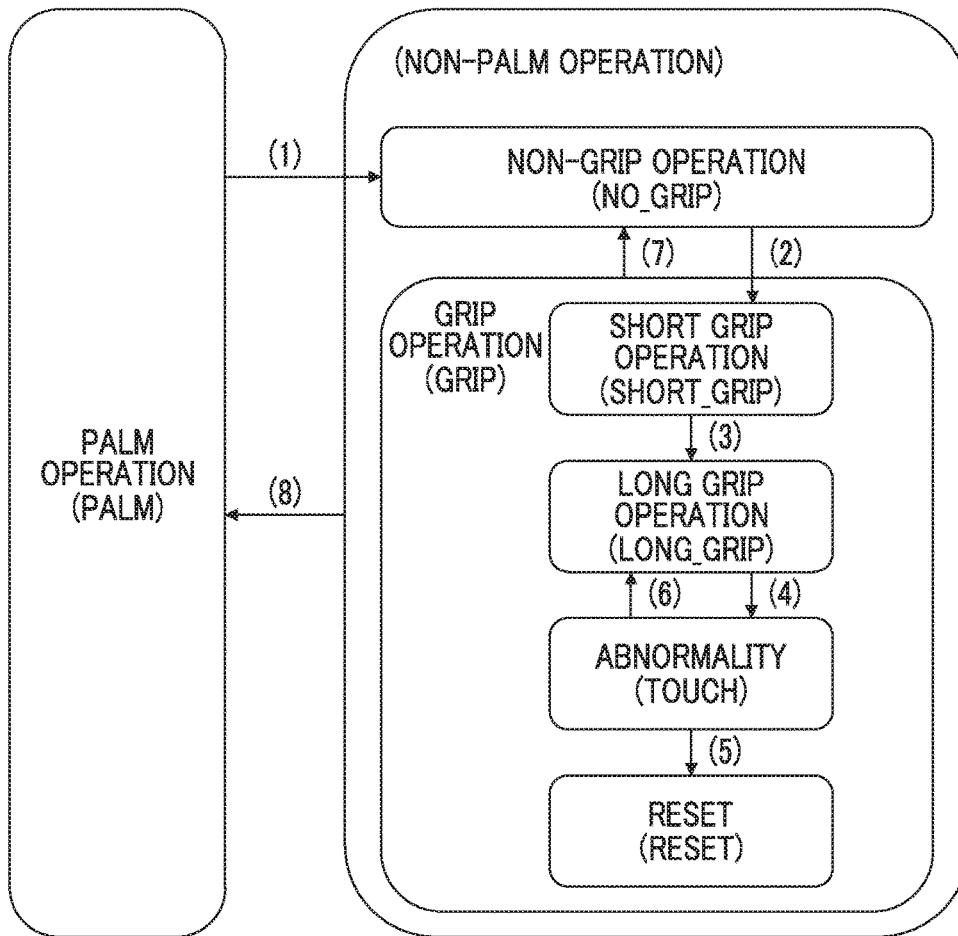 (NON-PALM OPERATION)
(1)
NON-GRIP OPERATION
(NO_GRIP)
(7)
(2)
GRIP
OPERATION
(GRIP)
SHORT GRIP
OPERATION
(SHORT_GRIP)
(3)
PALM
OPERATION
(PALM)
(8)
LONG GRIP
OPERATION
(LONG_GRIP)
(6)
(4)
ABNORMALITY
(TOUCH)
(5)
RESET
(RESET)